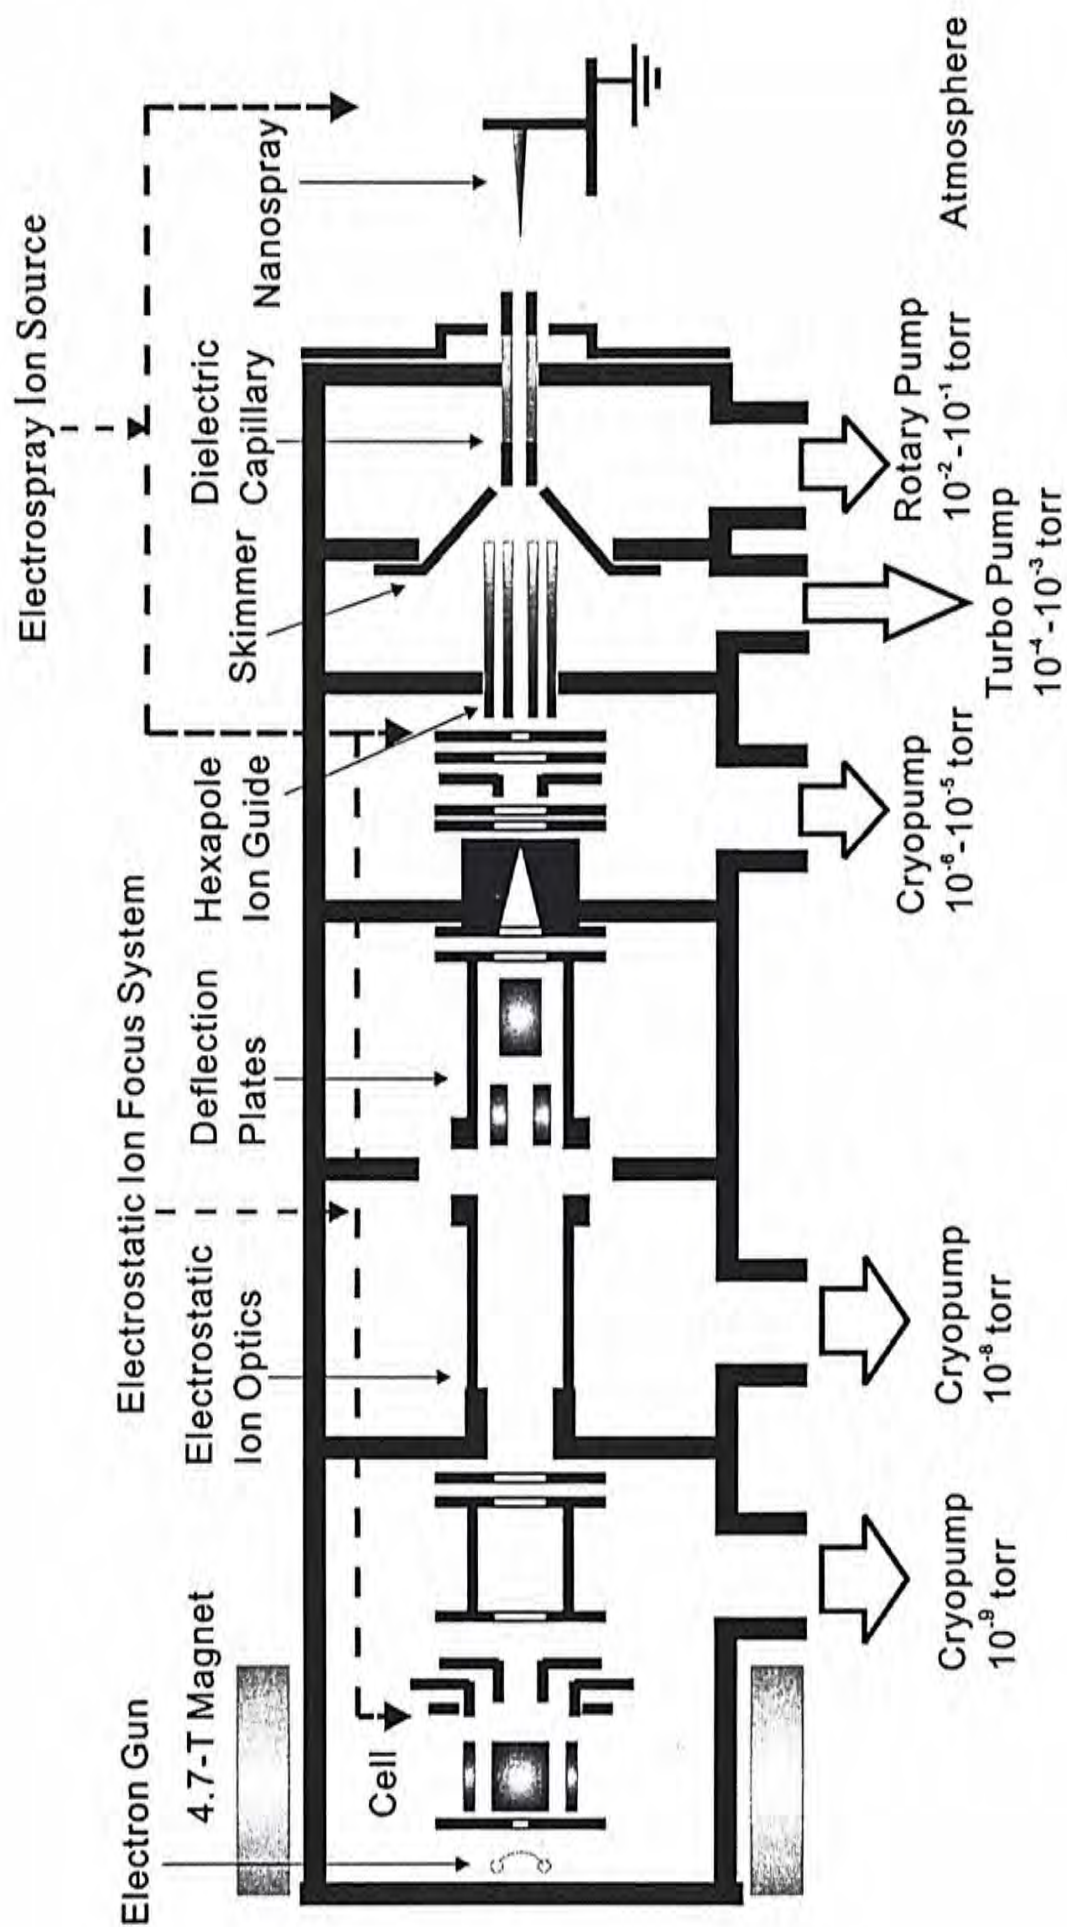 Electrospray Ion Source
Electrostatic Ion Focus System
Electron Gun
4.7-T Magnet
Electrostatic
Ion Optics
Deflection
Plates
Hexapole
Ion Guide
Skimmer
Dielectric
Capillary
Nanospray
Cell
Cryopump
10⁻⁹ torr
Cryopump
10⁻⁸ torr
Cryopump
10⁻⁶-10⁻⁵ torr
Turbo Pump
10⁻⁴-10⁻³ torr
Rotary Pump
10⁻²-10⁻¹ torr
Atmosphere